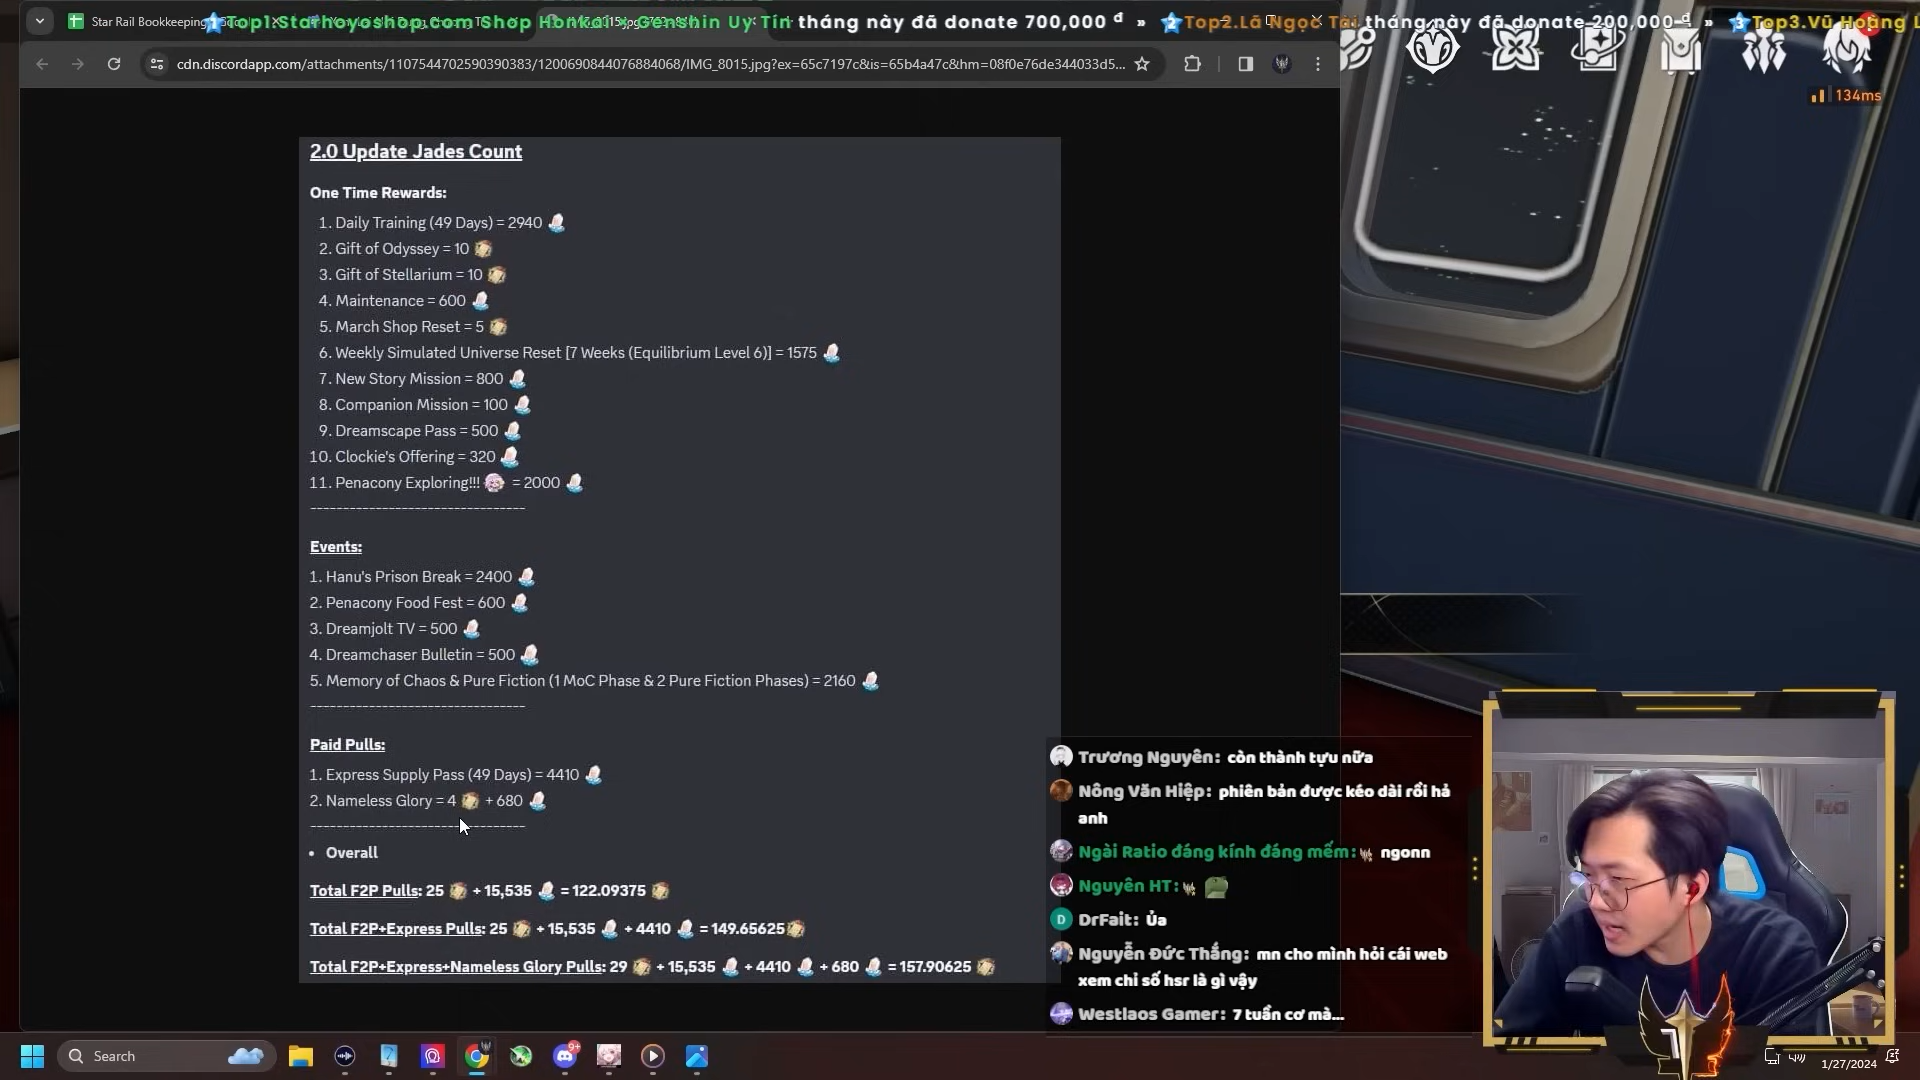 Star Rail Bookkeeping
Top1.Starhoyo Shop.com Shop Honkai x Genshin Uy Tín tháng này đã donate 700,000 đ »
Top2.Lã Ngọc Tài tháng này đã donate 200,000 đ »
Top3.Vũ Hoàng L
cdn.discordapp.com/attachments/1107544702590390383/1200690844076884068/IMG_8015.jpg?ex=65c7197c&is=65b4a47c&hm=08f0e76de344033d5...
134ms
2.0 Update Jades Count
One Time Rewards:
1. Daily Training (49 Days) = 2940
2. Gift of Odyssey = 10
3. Gift of Stellarium = 10
4. Maintenance = 600
5. March Shop Reset = 5
6. Weekly Simulated Universe Reset [7 Weeks (Equilibrium Level 6)] = 1575
7. New Story Mission = 800
8. Companion Mission = 100
9. Dreamscape Pass = 500
10. Clockie's Offering = 320
11. Penacony Exploring!!! = 2000
---------------------------------
Events:
1. Hanu's Prison Break = 2400
2. Penacony Food Fest = 600
3. Dreamjolt TV = 500
4. Dreamchaser Bulletin = 500
5. Memory of Chaos & Pure Fiction (1 MoC Phase & 2 Pure Fiction Phases) = 2160
---------------------------------
Paid Pulls:
1. Express Supply Pass (49 Days) = 4410
2. Nameless Glory = 4 + 680
---------------------------------
• Overall
Total F2P Pulls: 25 + 15,535 = 122.09375
Total F2P+Express Pulls: 25 + 15,535 + 4410 = 149.65625
Total F2P+Express+Nameless Glory Pulls: 29 + 15,535 + 4410 + 680 = 157.90625
Trương Nguyên: còn thành tựu nữa
Nông Văn Hiệp: phiên bản được kéo dài rồi hả
anh
Ngài Ratio đáng kính đáng mếm: ngonn
Nguyên HT:
D DrFait: Ủa
Nguyễn Đức Thắng: mn cho mình hỏi cái web
xem chỉ số hsr là gì vậy
Westlaos Gamer: 7 tuần cơ mà...
Search
9+
1/27/2024